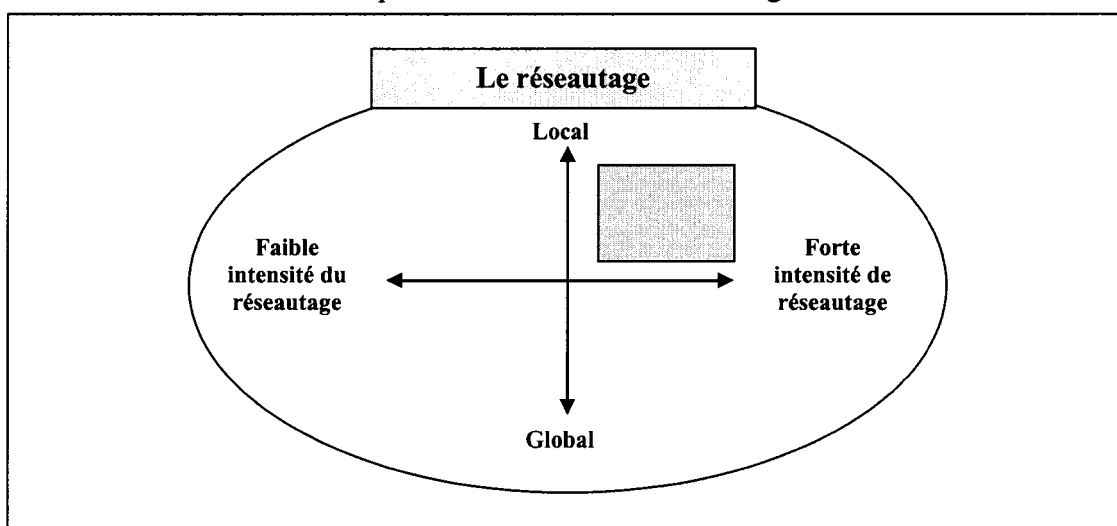 Le réseautage
Local
Faible
intensité du
réseautage
Forte
intensité de
réseautage
Global